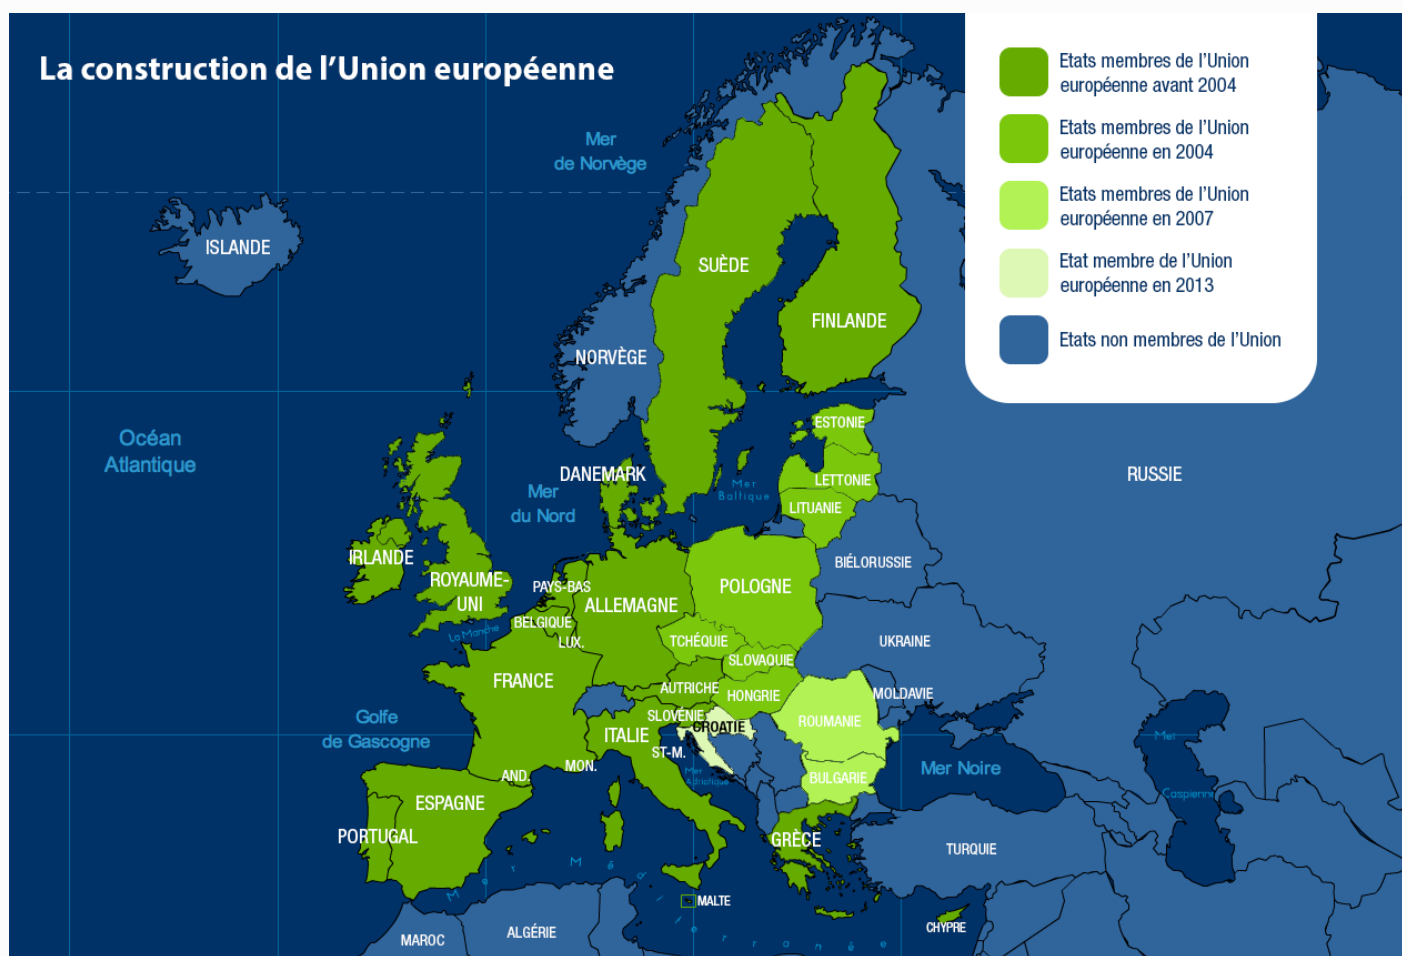 La construction de l'Union européenne
Etats membres de l'Union
européenne avant 2004
Etats membres de l'Union
européenne en 2004
Etats membres de l'Union
européenne en 2007
Etat membre de l'Union
européenne en 2013
Etats non membres de l'Union
Mer
de Norvège
ISLANDE
SUÈDE
FINLANDE
NORVÈGE
ESTONIE
Océan
Atlantique
DANEMARK
LETTONIE
RUSSIE
Mer
Baltique
Mer
du Nord
LITUANIE
IRLANDE
BIÉLORUSSIE
ROYAUME-
UNI
PAYS-BAS
POLOGNE
ALLEMAGNE
BELGIQUE
La Manche
LUX.
TCHÉQUIE
UKRAINE
SLOVAQUIE
FRANCE
AUTRICHE
HONGRIE
MOLDAVIE
Golfe
de Gascogne
SLOVÉNIE
CROATIE
ROUMANIE
ITALIE
ST-M.
Mer
Caspienne
MON.
AND.
Mer
Adriatique
BULGARIE
Mer Noire
ESPAGNE
PORTUGAL
GRÈCE
TURQUIE
Mer Méditerranée
MALTE
CHYPRE
MAROC
ALGÉRIE